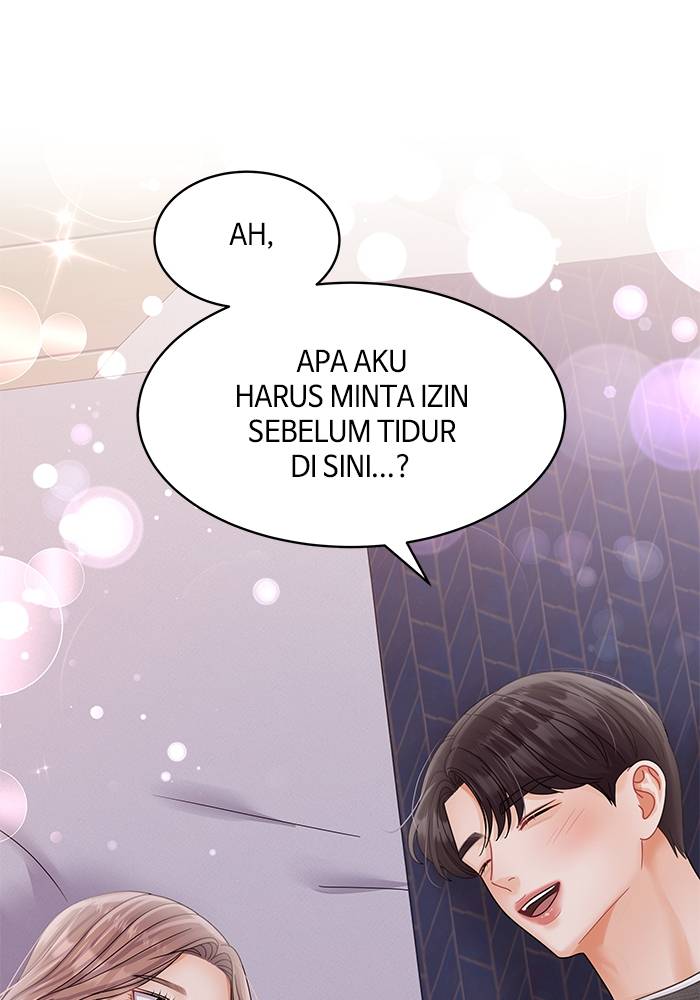 AH,
APA AKU
HARUS MINTA IZIN
SEBELUM TIDUR
DI SINI...?